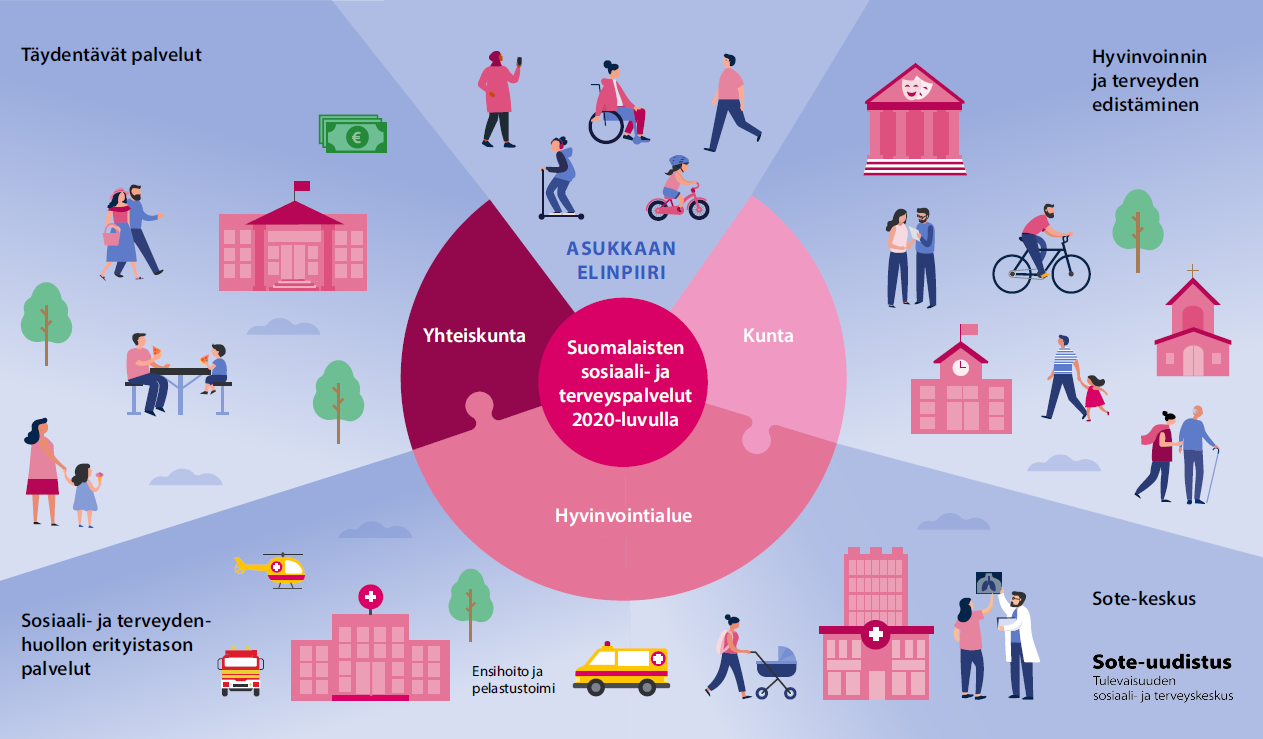 Täydentävät palvelut
Hyvinvoinnin
ja terveyden
edistäminen
€
ASUKKAAN
ELINPIIRI
Yhteiskunta
Kunta
Suomalaisten
sosiaali- ja
terveyspalvelut
2020-luvulla
Hyvinvointialue
Sosiaali- ja terveyden-
huollon erityistason
palvelut
Ensihoito ja
pelastustoimi
Sote-keskus
Sote-uudistus
Tulevaisuuden
sosiaali- ja terveyskeskus